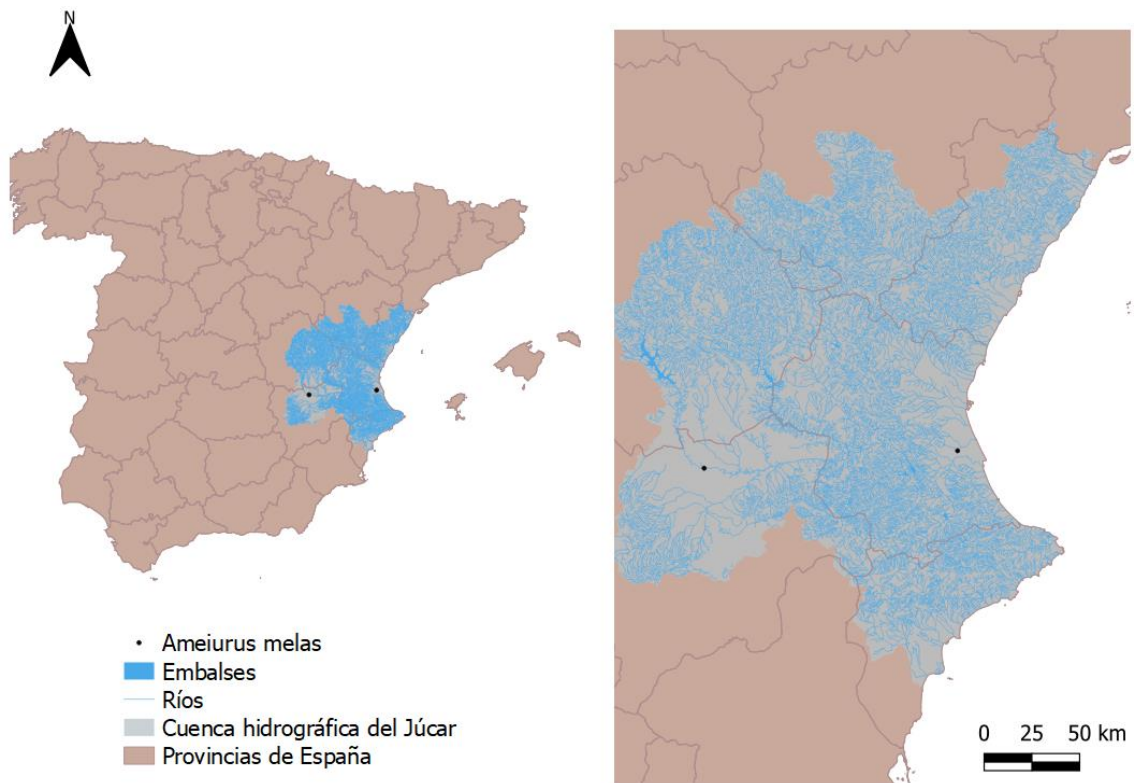 N
Ameiurus melas
Embalses
Ríos
Cuenca hidrográfica del Júcar
Provincias de España
0 25 50 km